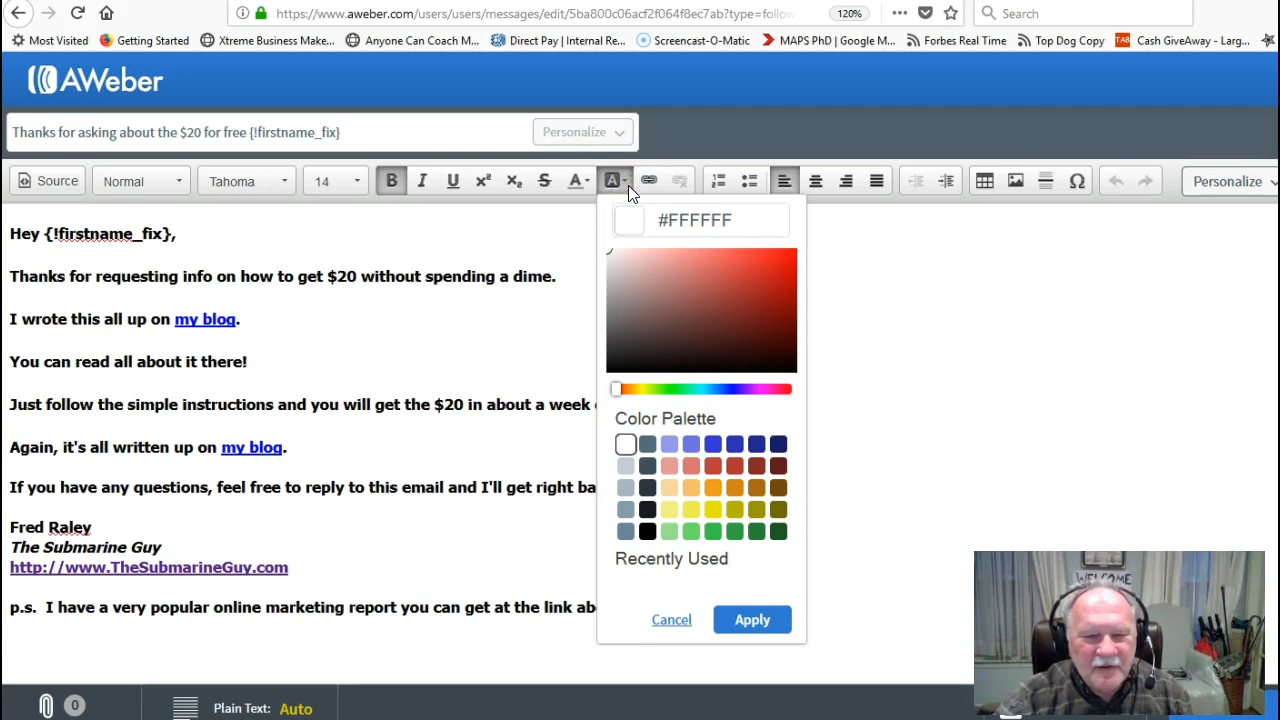 https://www.aweber.com/users/users/messages/edit/5ba800c06acf2f064f8ec7ab?type=follow
120%
Search
Most Visited
Getting Started
Xtreme Business Make...
Anyone Can Coach M...
Direct Pay | Internal Re...
Screencast-O-Matic
MAPS PhD | Google M...
Forbes Real Time
Top Dog Copy
TAB
Cash GiveAway - Larg...
AWeber
Thanks for asking about the $20 for free {!firstname_fix}
Personalize
Source
Normal
Tahoma
14
B I U x² x₂ S A A
Ω
Personalize
#FFFFFF
Hey {!firstname_fix},
Thanks for requesting info on how to get $20 without spending a dime.
I wrote this all up on my blog.
You can read all about it there!
Just follow the simple instructions and you will get the $20 in about a week
Again, it's all written up on my blog.
If you have any questions, feel free to reply to this email and I'll get right ba
Fred Raley
The Submarine Guy
http://www.TheSubmarineGuy.com
p.s. I have a very popular online marketing report you can get at the link abo
Color Palette
Recently Used
Cancel
Apply
WELCOME
0
Plain Text: Auto